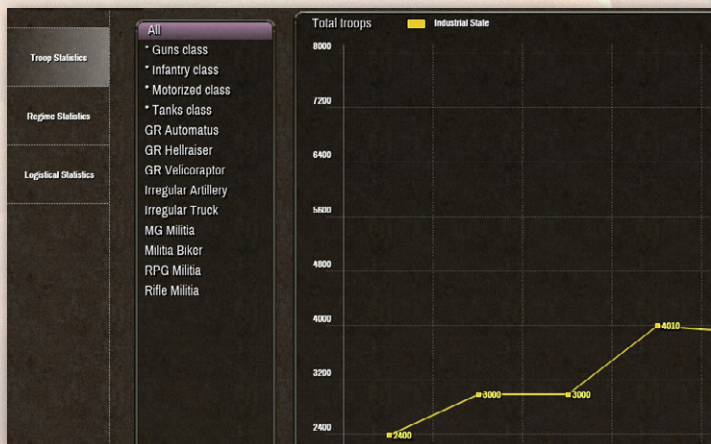 Troop Statistics
Regime Statistics
Logistical Statistics
All
* Guns class
* Infantry class
* Motorized class
* Tanks class
GR Automatus
GR Hellraiser
GR Velicoraptor
Irregular Artillery
Irregular Truck
MG Militia
Militia Biker
RPG Militia
Rifle Militia
Total troops
Industrial State
8000
7200
6400
5600
4800
4000
3200
2400
2400
3000
3000
4010